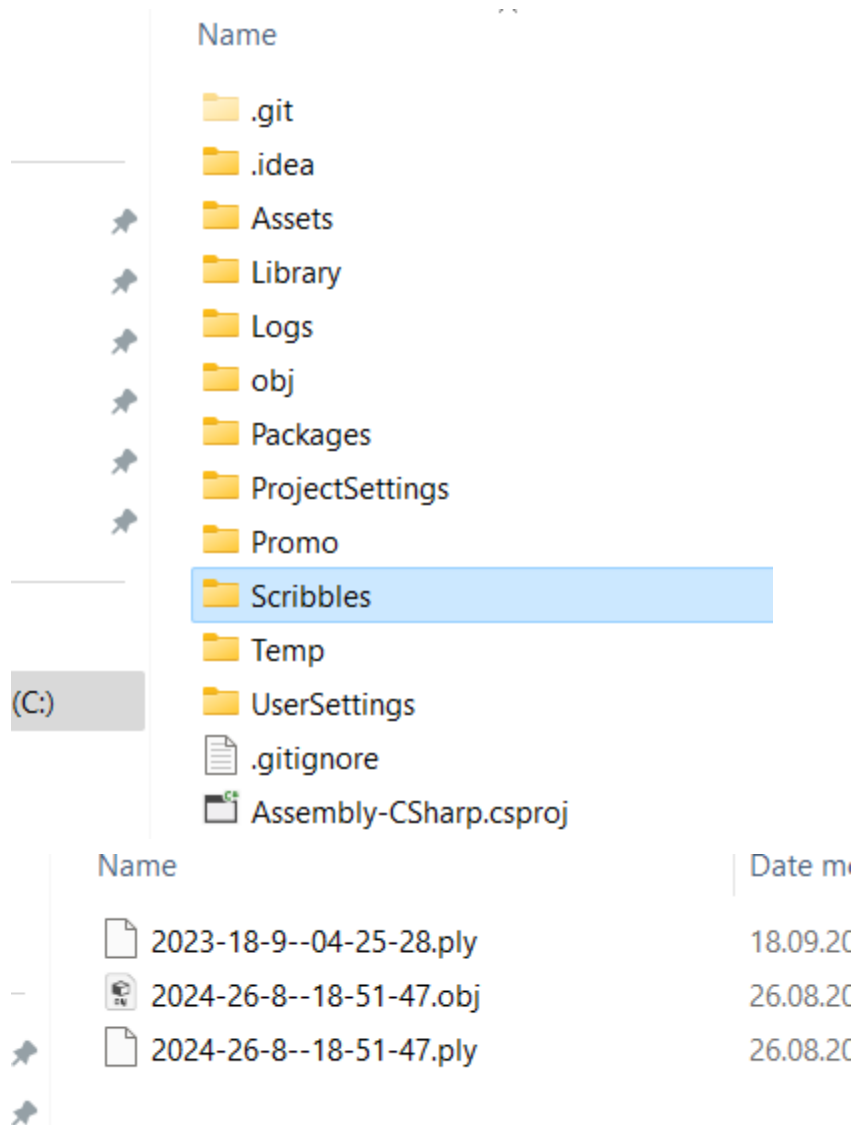 Name
.git
.idea
Assets
Library
Logs
obj
Packages
ProjectSettings
Promo
Scribbles
Temp
(C:)
UserSettings
.gitignore
Assembly-CSharp.csproj
Name Date me
2023-18-9--04-25-28.ply 18.09.20
2024-26-8--18-51-47.obj 26.08.20
2024-26-8--18-51-47.ply 26.08.20